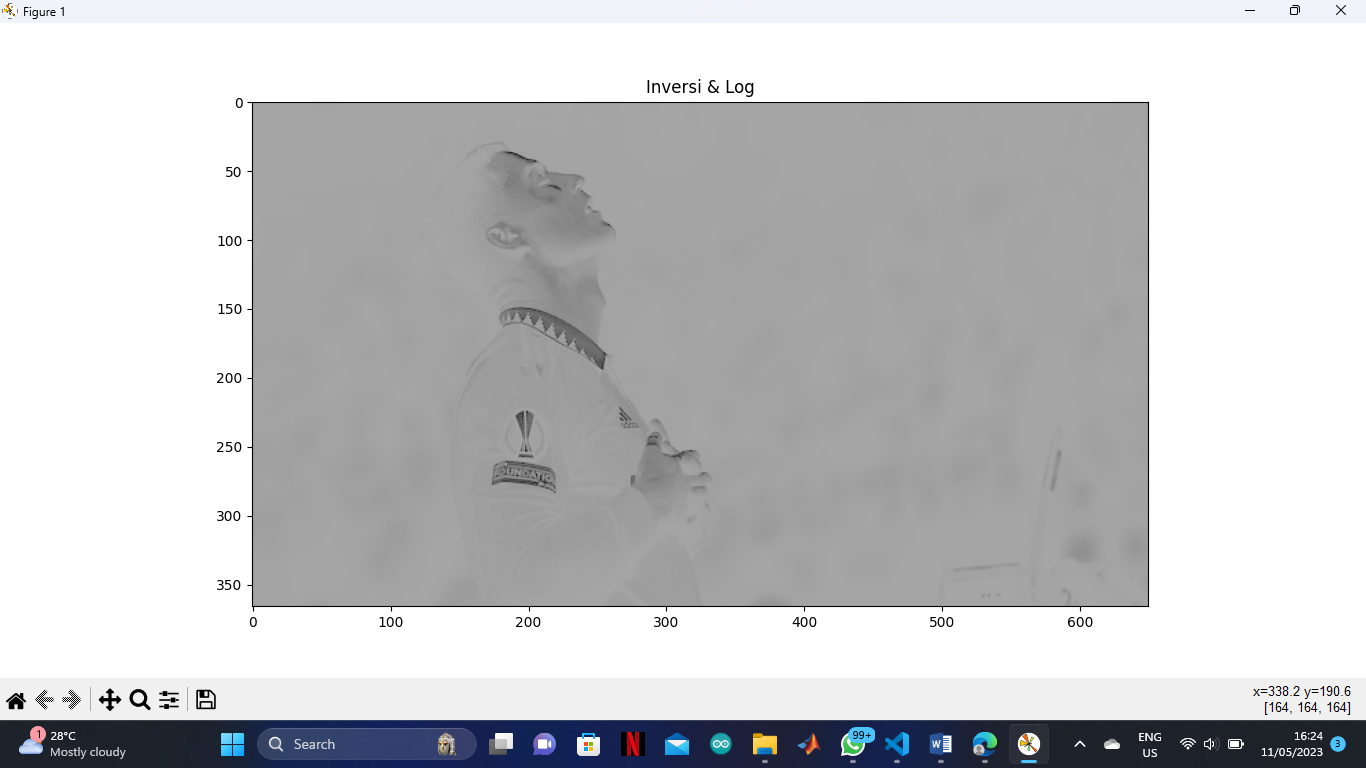 Figure 1
Inversi & Log
0
50
100
150
200
250
300
350
0 100 200 300 400 500 600
FOUNDATIO
x=338.2 y=190.6
[164, 164, 164]
1
28°C
Mostly cloudy
Search
99+
ENG
US
16:24
11/05/2023
3